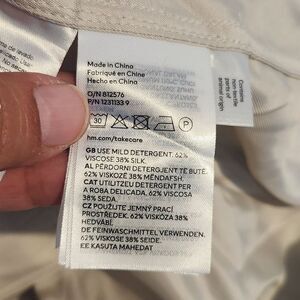 Made in China
Fabriqué en Chine
Hecho en China
O/N 812576
P/N 1231133 9
30
P
hm.com/takecare
GB USE MILD DETERGENT. 62%
VISCOSE 38% SILK.
AL PËRDORNI DETERGJENT TË BUTË.
62% VISKOZË 38% MËNDAFSH.
CAT UTILITZEU DETERGENT PER
A ROBA DELICADA. 62% VISCOSA
38% SEDA.
CZ POUŽIJTE JEMNÝ PRACÍ
PROSTŘEDEK. 62% VISKÓZA 38%
HEDVÁBÍ.
DE FEINWASCHMITTEL VERWENDEN.
62% VISKOSE 38% SEIDE.
EE KASUTA MAHEDAT
Contains
non-textile
parts of
animal origin
de lavado